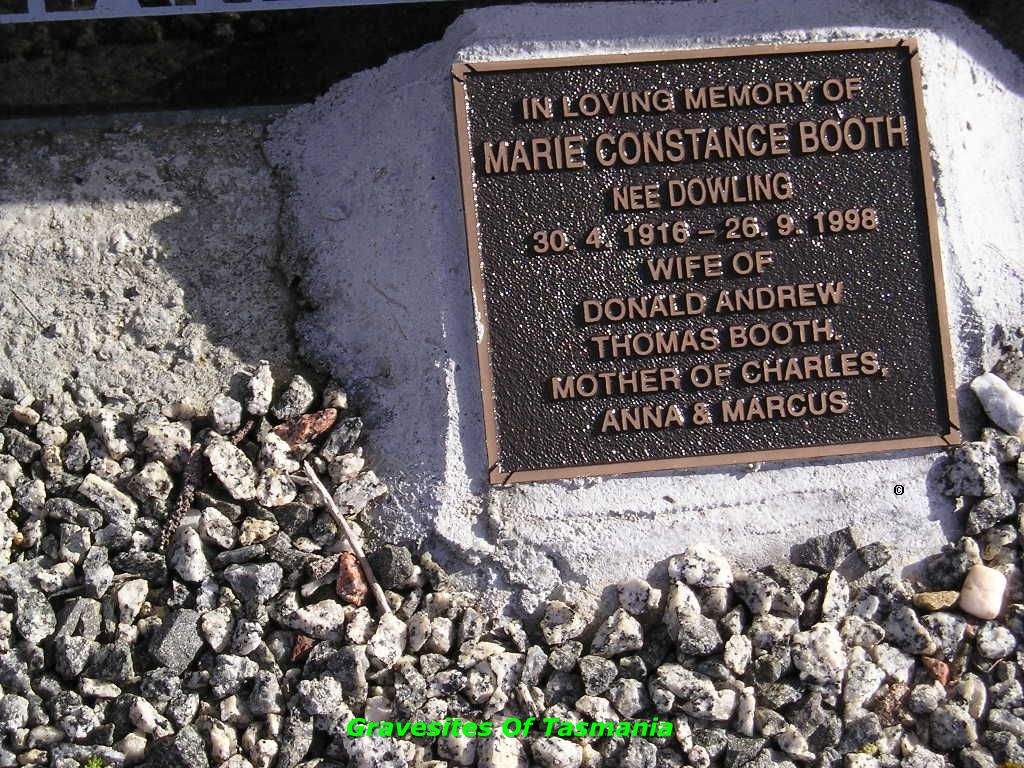 IN LOVING MEMORY OF
MARIE CONSTANCE BOOTH
NEE DOWLING
30. 4. 1916 – 26. 9. 1998
WIFE OF
DONALD ANDREW
THOMAS BOOTH.
MOTHER OF CHARLES,
ANNA & MARCUS
©
Gravesites Of Tasmania